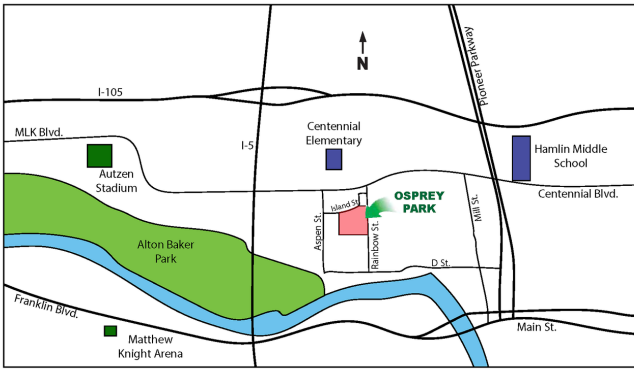 N
I-105
Pioneer Parkway
MLK Blvd.
I-5
Centennial
Elementary
Hamlin Middle
School
Autzen
Stadium
Centennial Blvd.
OSPREY
PARK
Island St.
Aspen St.
Rainbow St.
Mill St.
Alton Baker
Park
D St.
Franklin Blvd.
Main St.
Matthew
Knight Arena